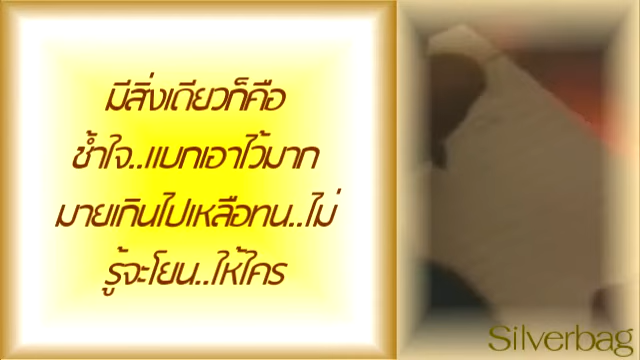 มีสิ่งเดียวก็คือ
ช้ำใจ..แบกเอาไว้มาก
มายเกินไปเหลือทน..ไม่
รู้จะโยน..ให้ใคร
Silverbag